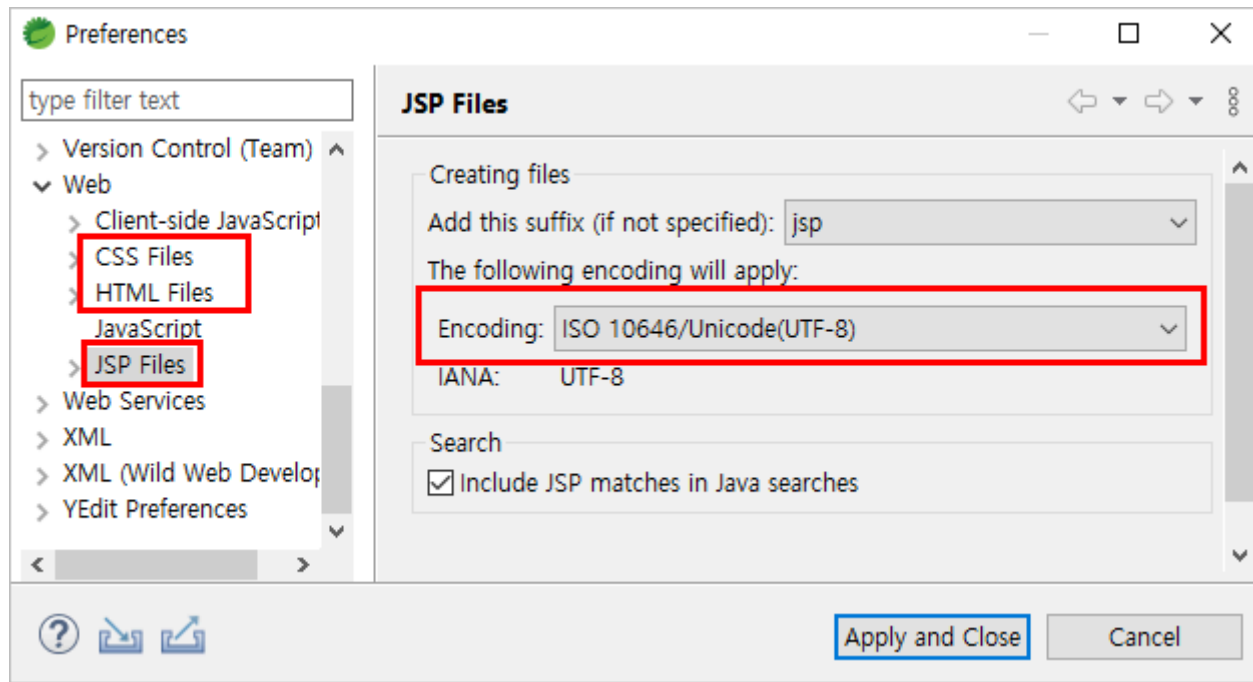 Preferences
type filter text
Version Control (Team)
Web
Client-side JavaScript
CSS Files
HTML Files
JavaScript
JSP Files
Web Services
XML
XML (Wild Web Develop
YEdit Preferences
JSP Files
Creating files
Add this suffix (if not specified): jsp
The following encoding will apply:
Encoding: ISO 10646/Unicode(UTF-8)
IANA: UTF-8
Search
Include JSP matches in Java searches
Apply and Close
Cancel